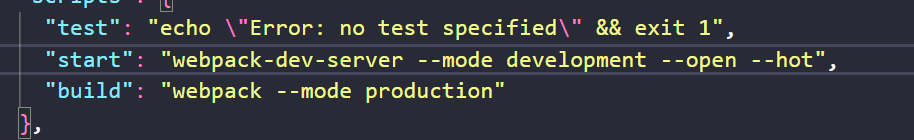 "scripts": {
"test": "echo \"Error: no test specified\" && exit 1",
"start": "webpack-dev-server --mode development --open --hot",
"build": "webpack --mode production"
},